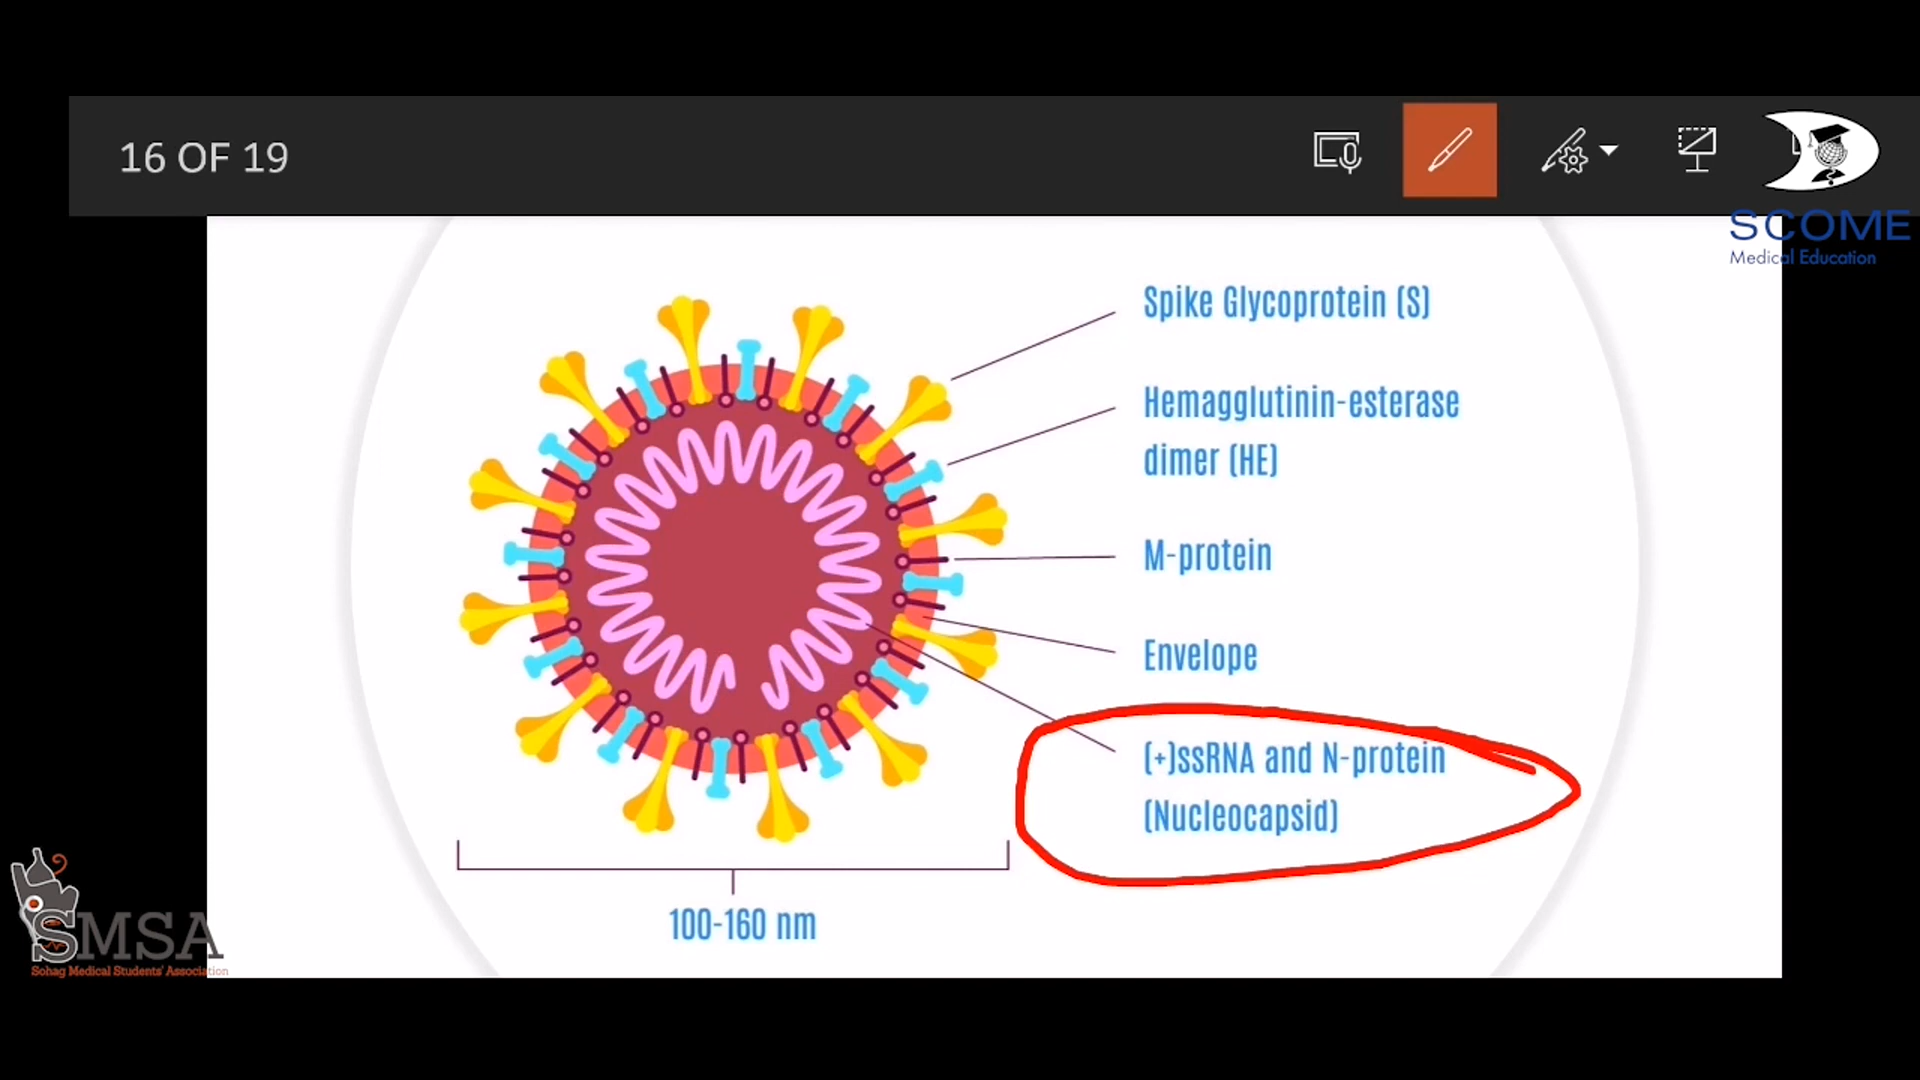 16 OF 19
SCOME
Medical Education
Spike Glycoprotein (S)
Hemagglutinin-esterase
dimer (HE)
M-protein
Envelope
(+)ssRNA and N-protein
(Nucleocapsid)
100-160 nm
SMSA
Sohag Medical Students' Association